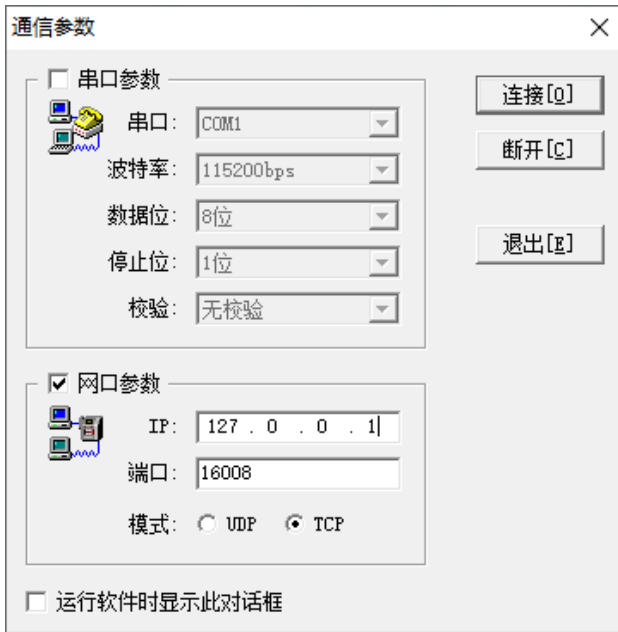 通信参数
串口参数
连接[O]
串口: COM1
断开[C]
波特率: 115200bps
数据位: 8位
退出[E]
停止位: 1位
校验: 无校验
网口参数
IP: 127 . 0 . 0 . 1
端口: 16008
模式: UDP TCP
运行软件时显示此对话框